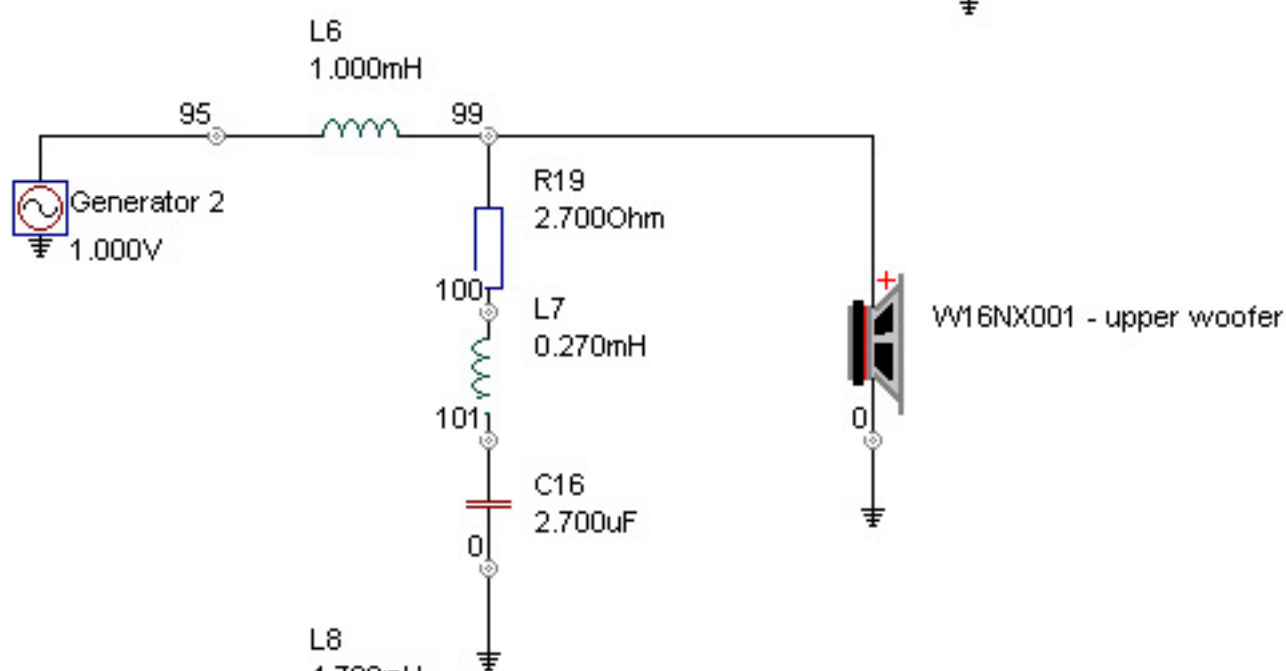 L6
1.000mH
95
99
Generator 2
1.000V
R19
2.700Ohm
100
L7
0.270mH
101
+
W16NX001 - upper woofer
0
C16
2.700uF
0
L8